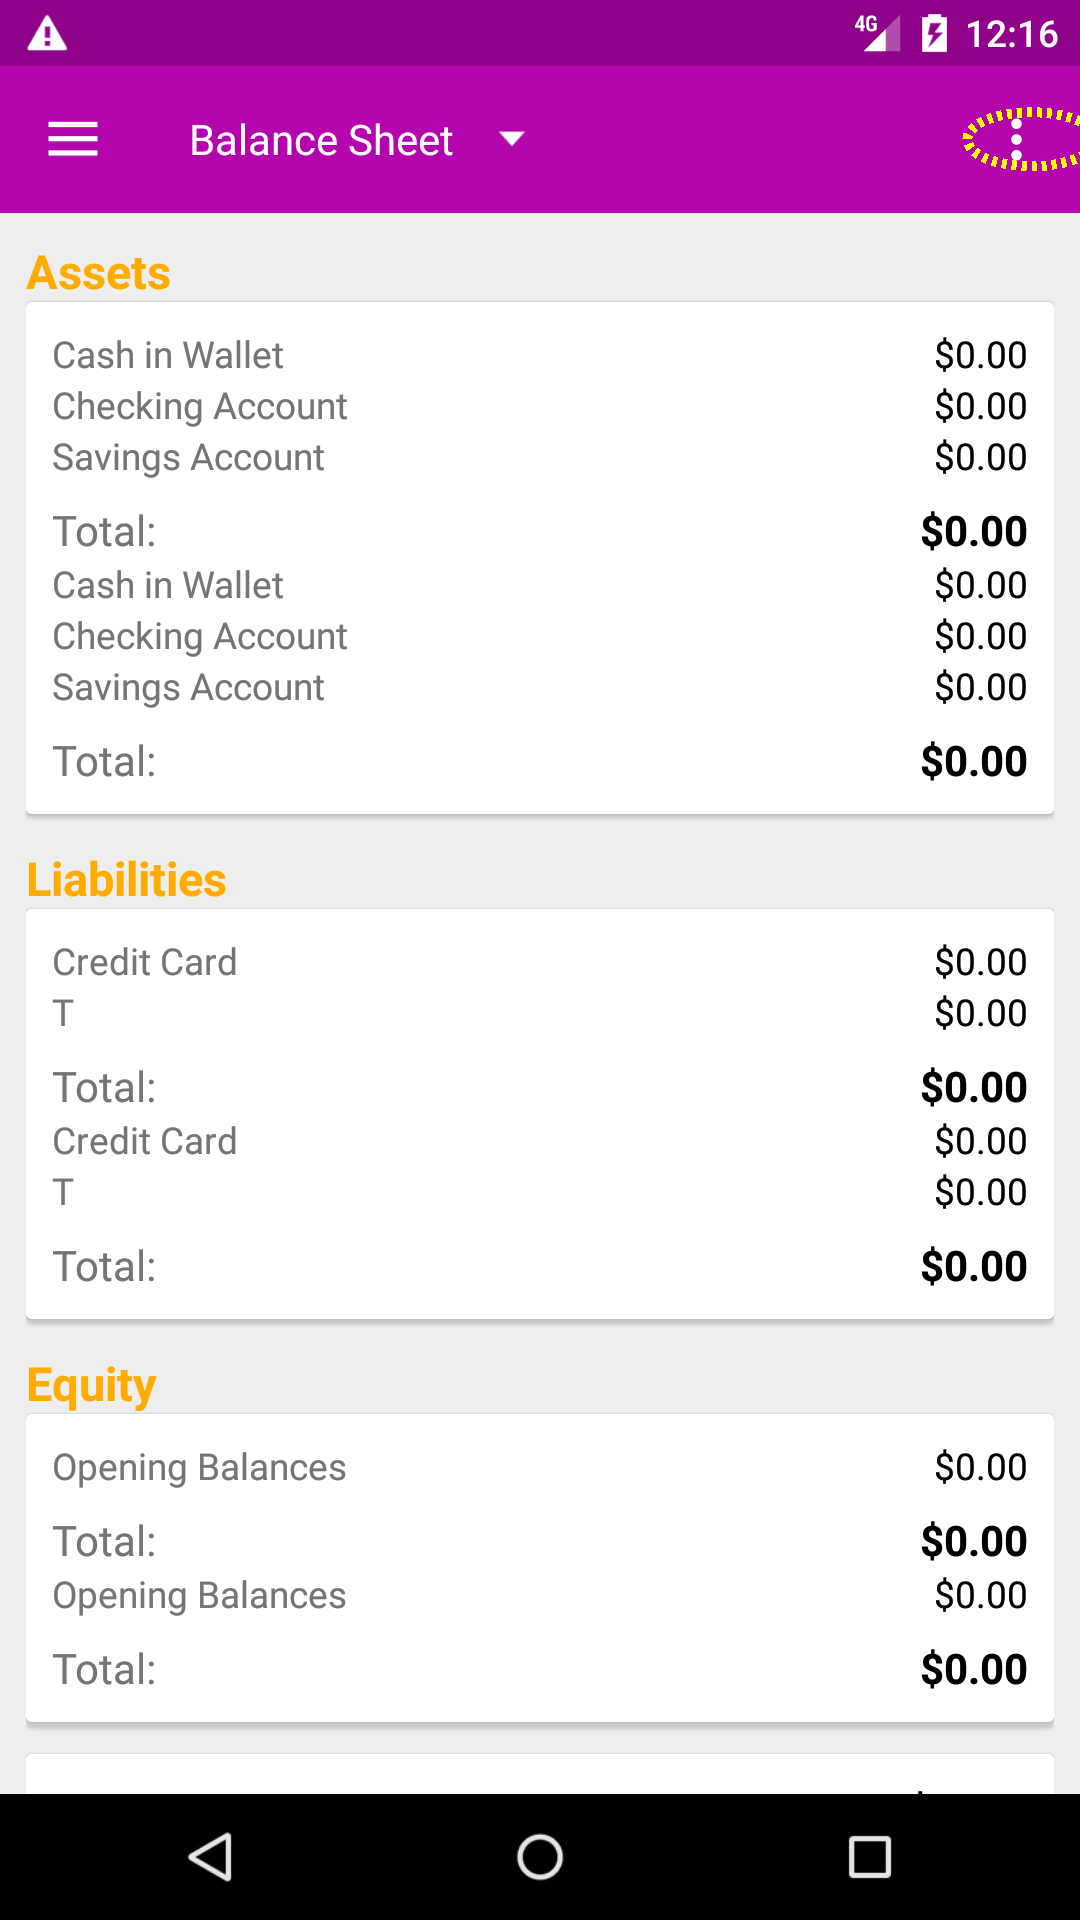 4G 12:16
Balance Sheet
Assets
Cash in Wallet $0.00
Checking Account $0.00
Savings Account $0.00
Total: $0.00
Cash in Wallet $0.00
Checking Account $0.00
Savings Account $0.00
Total: $0.00
Liabilities
Credit Card $0.00
T $0.00
Total: $0.00
Credit Card $0.00
T $0.00
Total: $0.00
Equity
Opening Balances $0.00
Total: $0.00
Opening Balances $0.00
Total: $0.00